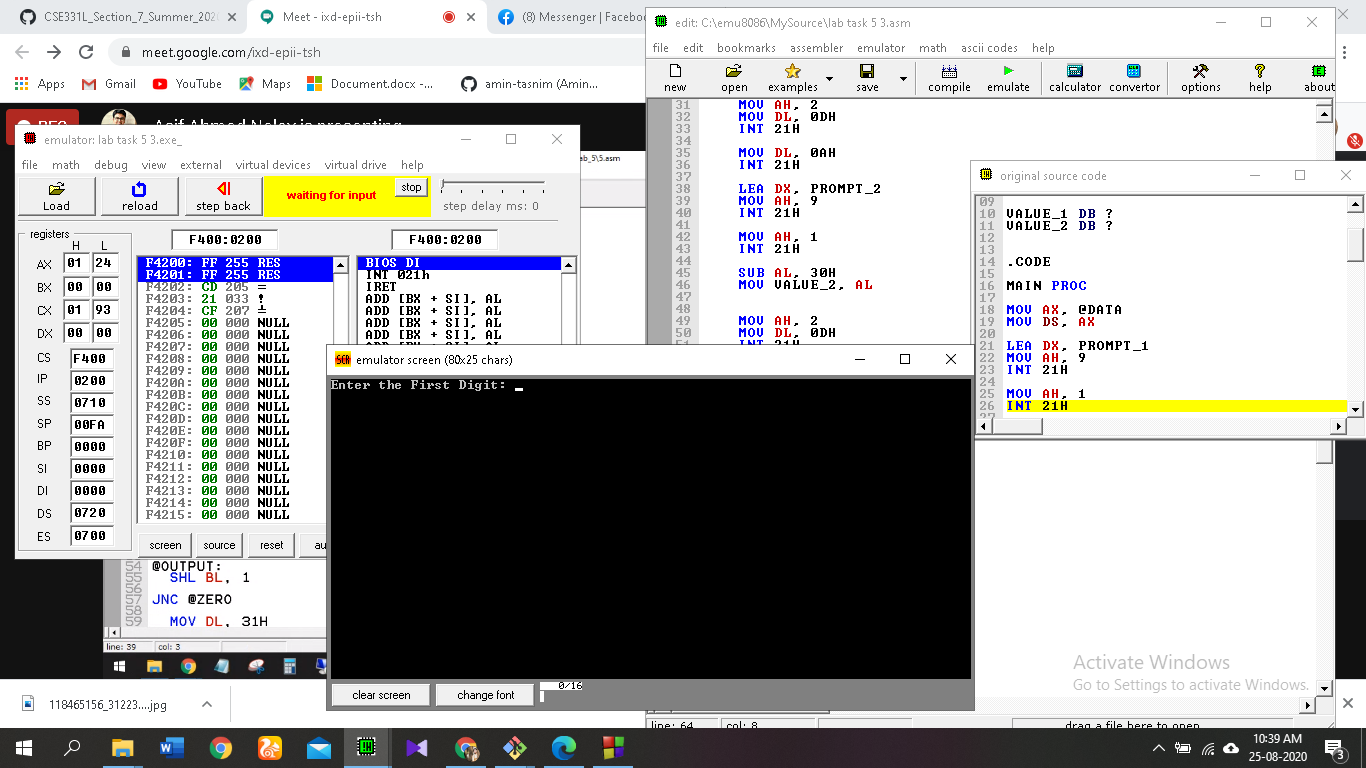 CSE331L_Section_7_Summer_202
Meet - ixd-epii-tsh
(8) Messenger | Facebo
meet.google.com/ixd-epii-tsh
Apps
Gmail
YouTube
Maps
Document.docx -...
amin-tasnim (Amin...
REC
Asif Ahmed Neloy is presenting
ab_5\5.asm
edit: C:\emu8086\MySource\lab task 5 3.asm
file edit bookmarks assembler emulator math ascii codes help
new open examples save compile emulate calculator convertor options help about
31 MOV AH, 2
32 MOV DL, 0DH
33 INT 21H
34
35 MOV DL, 0AH
36 INT 21H
37
38 LEA DX, PROMPT_2
39 MOV AH, 9
40 INT 21H
41
42 MOV AH, 1
43 INT 21H
44
45 SUB AL, 30H
46 MOV VALUE_2, AL
47
48
49 MOV AH, 2
50 MOV DL, 0DH
51 INT 21H
line: 64
col: 8
drag a file here to open
original source code
09
10 VALUE_1 DB ?
11 VALUE_2 DB ?
12
13
14 .CODE
15
16 MAIN PROC
17
18 MOV AX, @DATA
19 MOV DS, AX
20
21 LEA DX, PROMPT_1
22 MOV AH, 9
23 INT 21H
24
25 MOV AH, 1
26 INT 21H
27
emulator: lab task 5 3.exe_
file math debug view external virtual devices virtual drive help
Load reload step back waiting for input stop
step delay ms: 0
registers
F400:0200
F400:0200
H L
AX 01 24
BX 00 00
CX 01 93
DX 00 00
CS F400
IP 0200
SS 0710
SP 00FA
BP 0000
SI 0000
DI 0000
DS 0720
ES 0700
F4200: FF 255 RES
F4201: FF 255 RES
F4202: CD 205 =
F4203: 21 033 !
F4204: CF 207 ╧
F4205: 00 000 NULL
F4206: 00 000 NULL
F4207: 00 000 NULL
F4208: 00 000 NULL
F4209: 00 000 NULL
F420A: 00 000 NULL
F420B: 00 000 NULL
F420C: 00 000 NULL
F420D: 00 000 NULL
F420E: 00 000 NULL
F420F: 00 000 NULL
F4210: 00 000 NULL
F4211: 00 000 NULL
F4212: 00 000 NULL
F4213: 00 000 NULL
F4214: 00 000 NULL
F4215: 00 000 NULL
BIOS DI
INT 021h
IRET
ADD [BX + SI], AL
ADD [BX + SI], AL
ADD [BX + SI], AL
ADD [BX + SI], AL
screen source reset au
emulator screen (80x25 chars)
Enter the First Digit:
clear screen
change font
0/16
54 @OUTPUT:
55 SHL BL, 1
56
57 JNC @ZERO
58
59 MOV DL, 31H
line: 39
col: 3
118465156_31223....jpg
Activate Windows
Go to Settings to activate Windows.
10:39 AM
25-08-2020
3